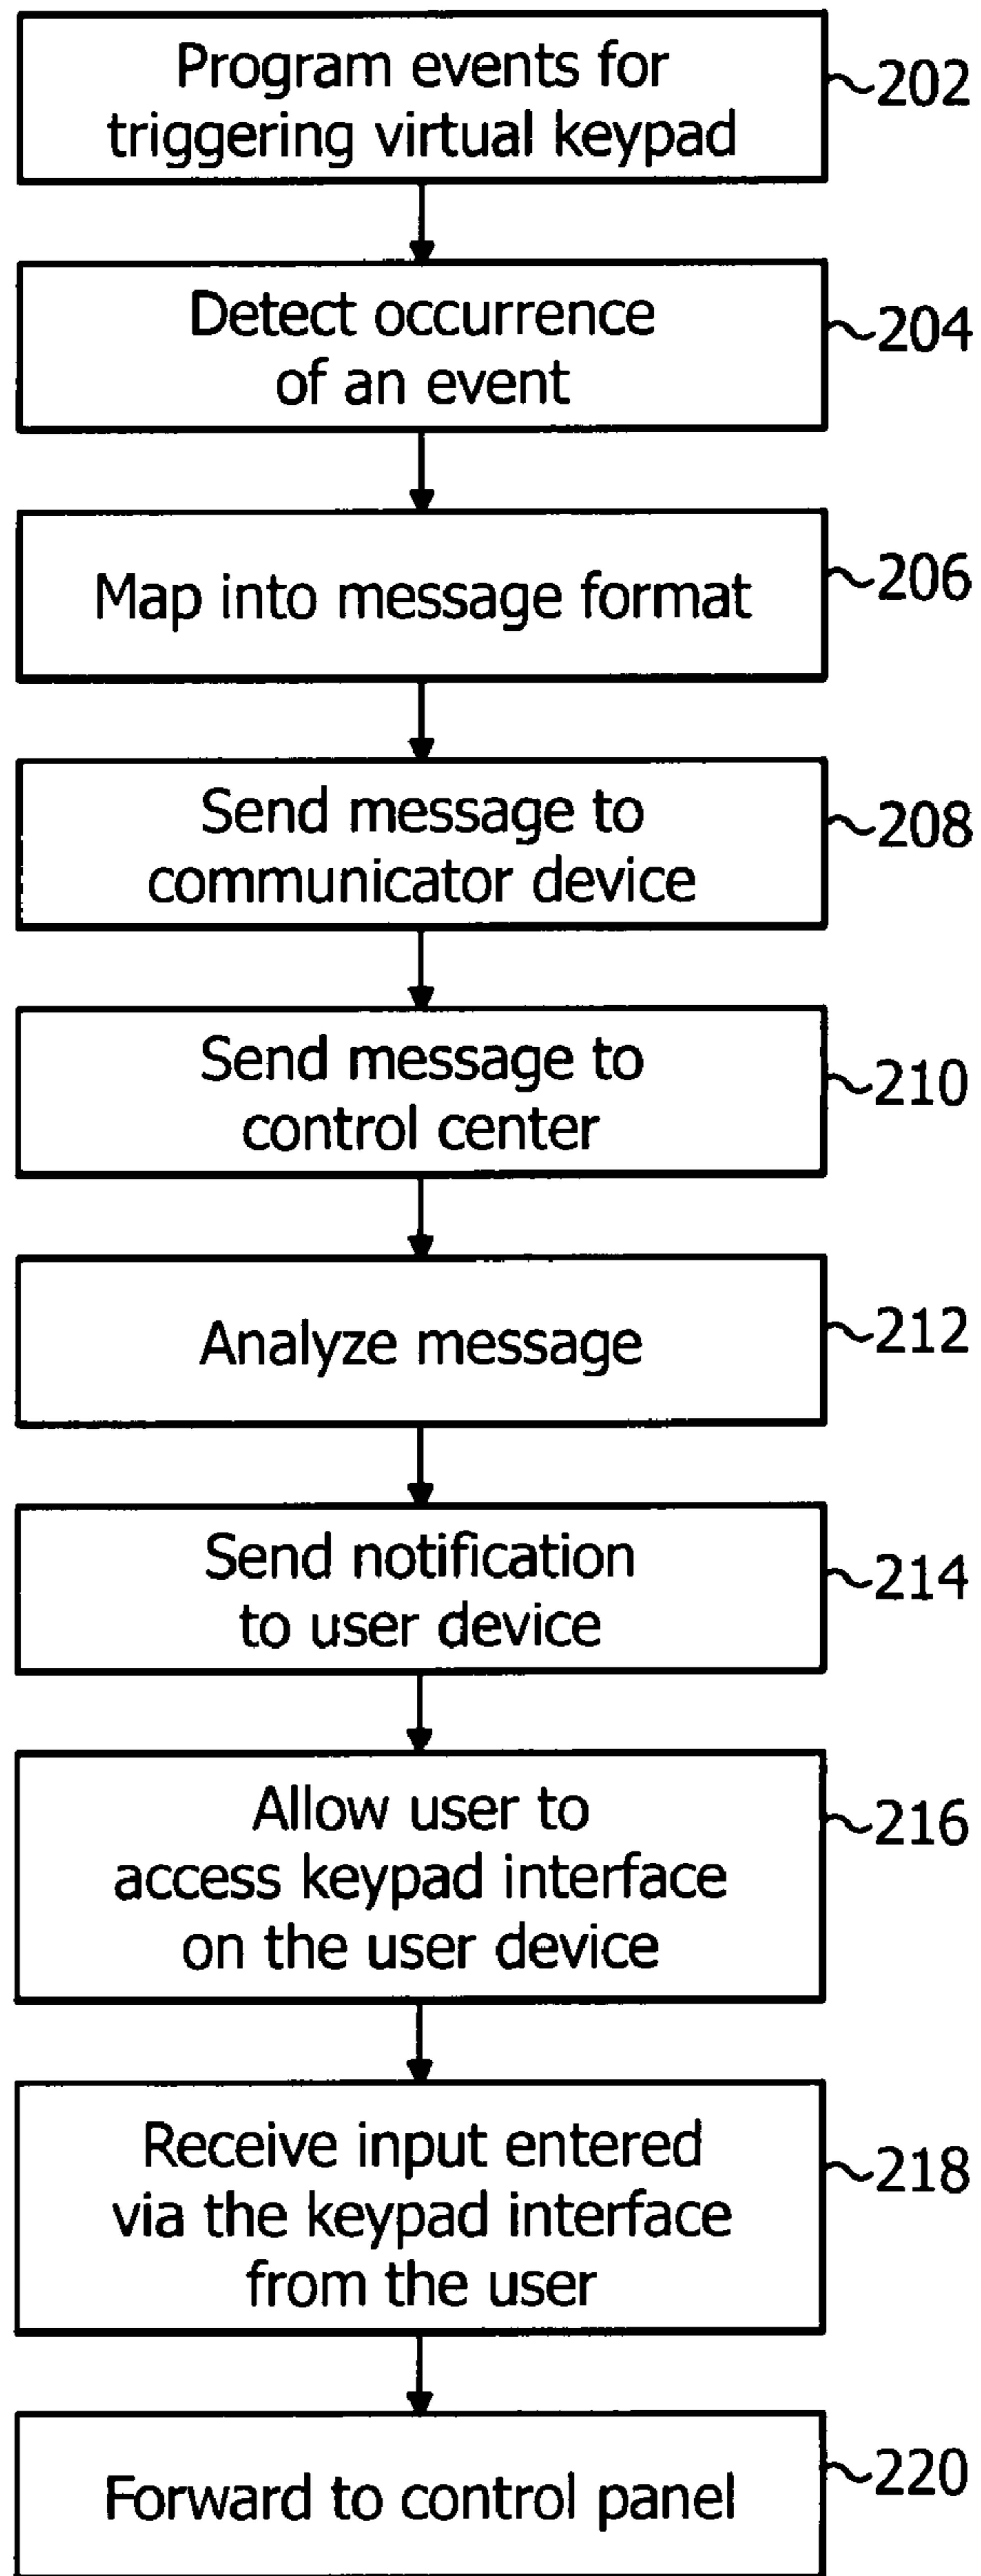 Program events for
triggering virtual keypad
202
Detect occurrence
of an event
204
Map into message format
206
Send message to
communicator device
208
Send message to
control center
210
Analyze message
212
Send notification
to user device
214
Allow user to
access keypad interface
on the user device
216
Receive input entered
via the keypad interface
from the user
218
Forward to control panel
220